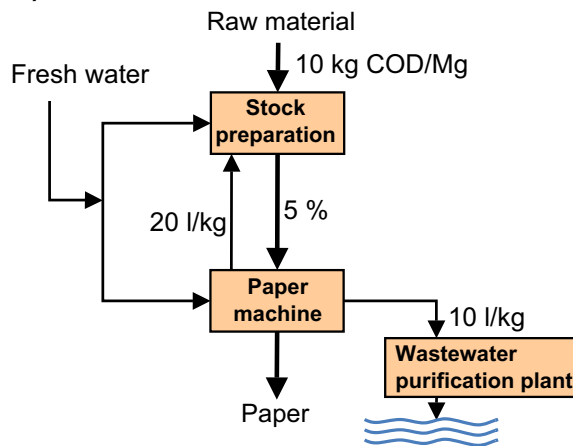 Raw material
10 kg COD/Mg
Fresh water
Stock
preparation
20 l/kg
5 %
Paper
machine
10 l/kg
Wastewater
purification plant
Paper